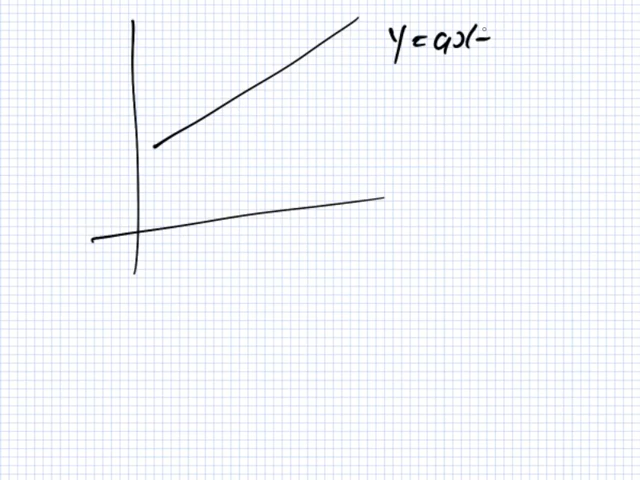 y = ax -